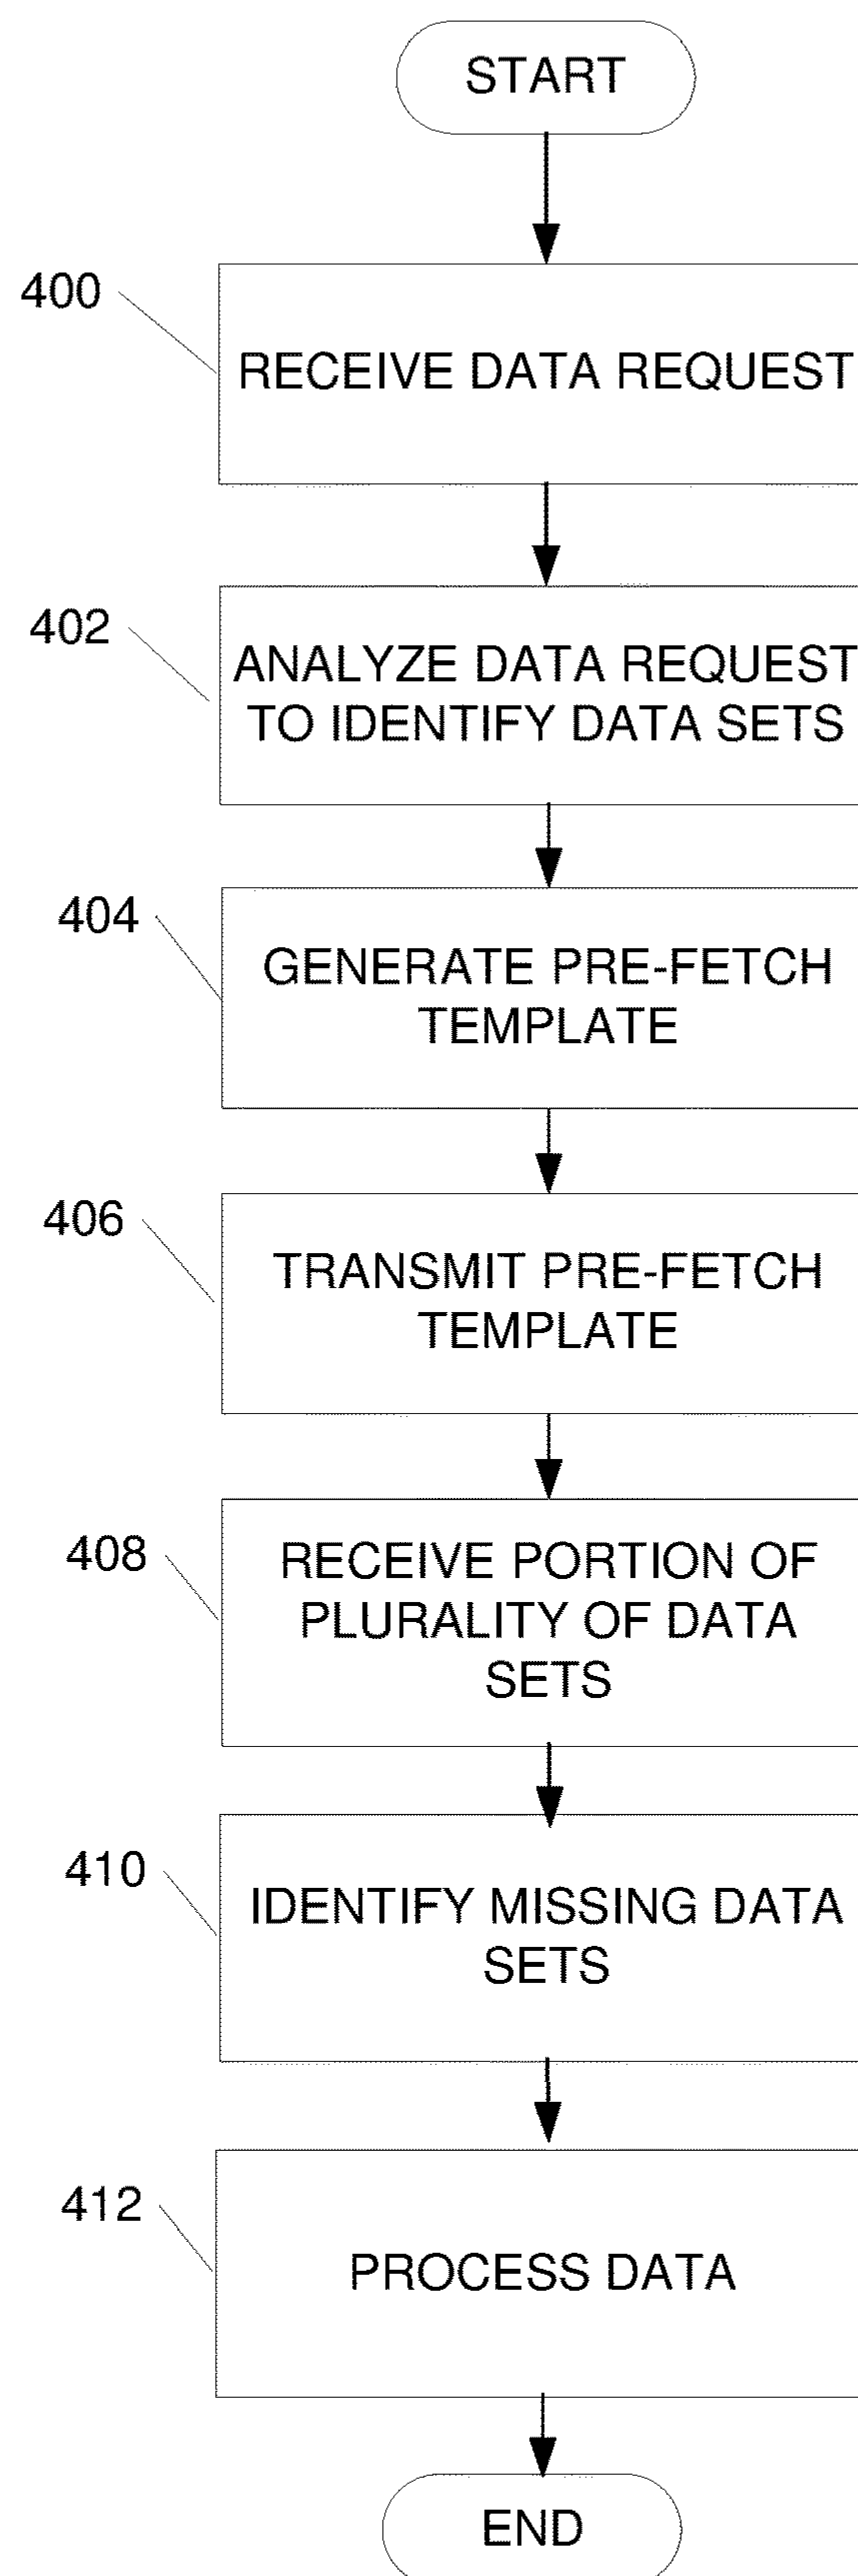 START
400
RECEIVE DATA REQUEST
402
ANALYZE DATA REQUEST
TO IDENTIFY DATA SETS
404
GENERATE PRE-FETCH
TEMPLATE
406
TRANSMIT PRE-FETCH
TEMPLATE
408
RECEIVE PORTION OF
PLURALITY OF DATA
SETS
410
IDENTIFY MISSING DATA
SETS
412
PROCESS DATA
END